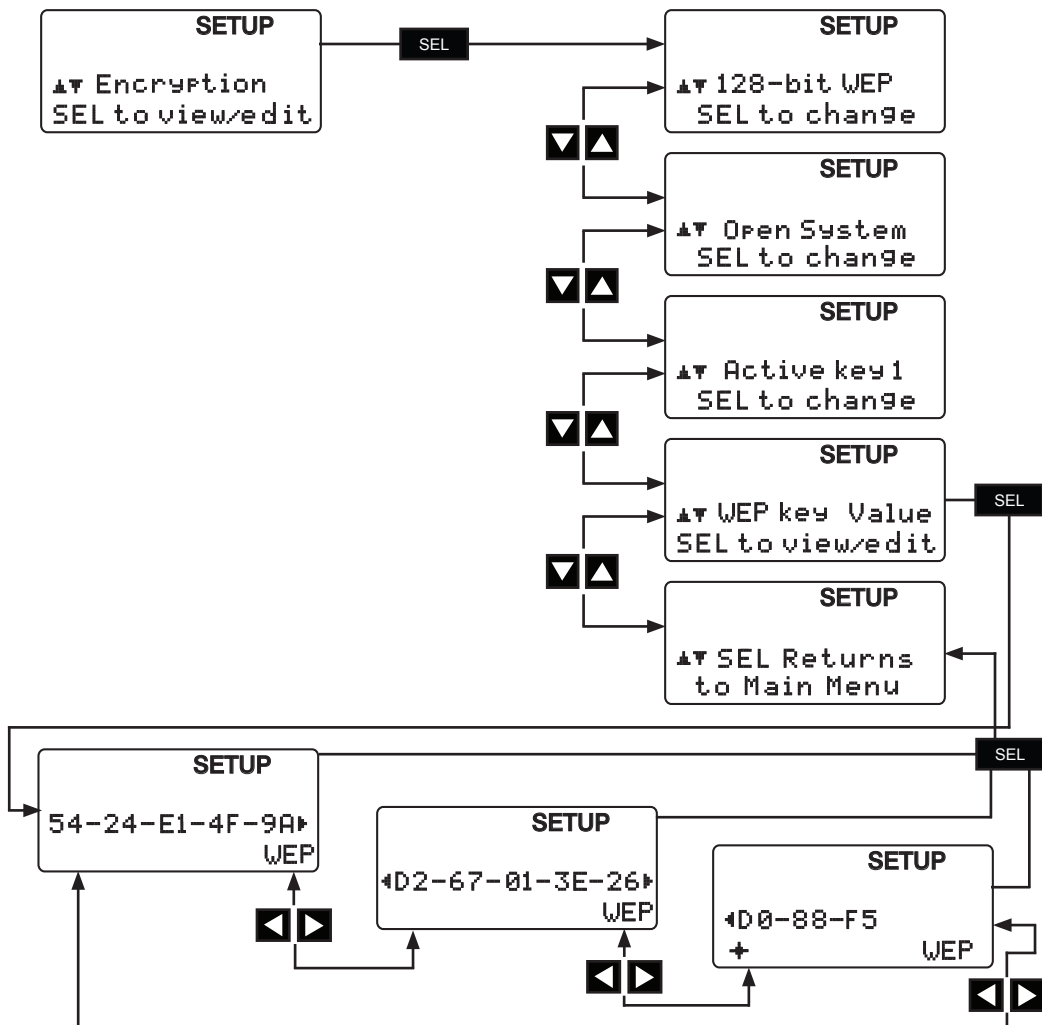 SETUP
Encryption
SEL to view/edit
SEL
SETUP
128-bit WEP
SEL to change
SETUP
Open System
SEL to change
SETUP
Active key 1
SEL to change
SETUP
WEP key Value
SEL to view/edit
SEL
SETUP
SEL Returns
to Main Menu
SEL
SETUP
54-24-E1-4F-9A
WEP
SETUP
D2-67-01-3E-26
WEP
SETUP
D0-88-F5
WEP